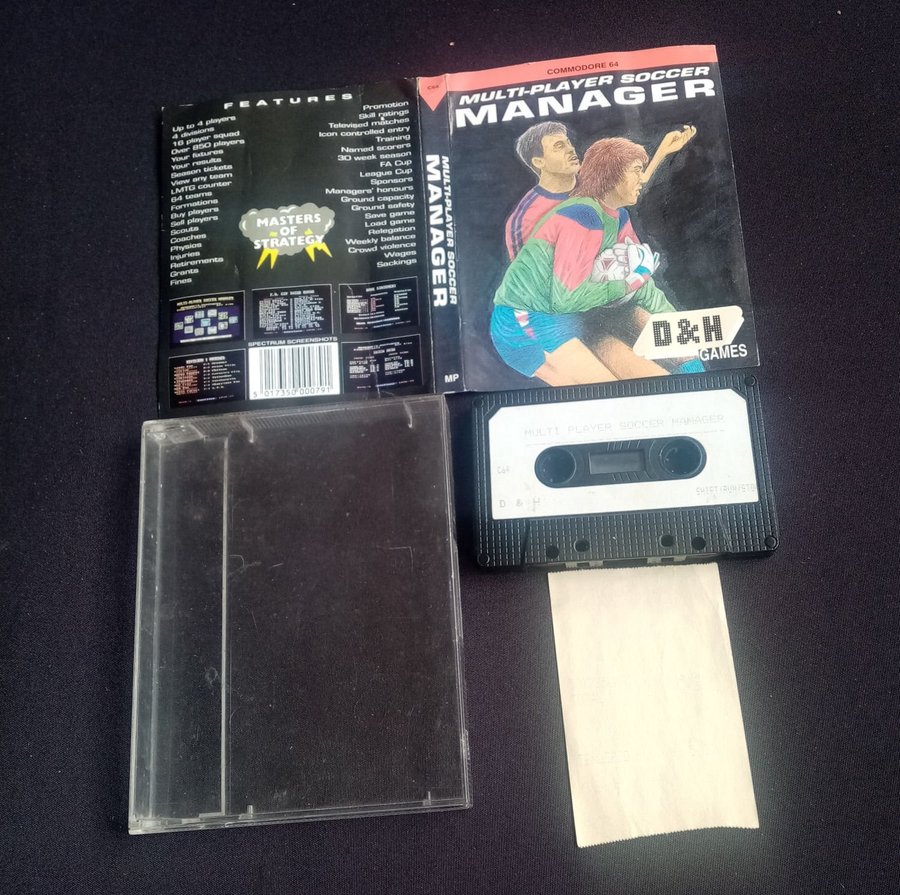 FEATURES
Up to 4 players
4 divisions
16 player squad
Over 850 players
Your fixtures
Your results
Season tickets
View any team
LMTG counter
64 teams
Formations
Buy players
Sell players
Scouts
Coaches
Physios
Injuries
Retirements
Grants
Fines
Promotion
Skill ratings
Televised matches
Icon controlled entry
Training
Named scorers
30 week season
FA Cup
League Cup
Sponsors
Managers' honours
Ground capacity
Ground safety
Save game
Load game
Relegation
Weekly balance
Crowd violence
Wages
Sackings
MASTERS
OF
STRATEGY
SPECTRUM SCREENSHOTS
5 017350 000791
C64
MULTI-PLAYER SOCCER
MANAGER
MP
COMMODORE 64
MULTI-PLAYER SOCCER
MANAGER
D&H
GAMES
MULTI PLAYER SOCCER MANAGER
C64
D & H
SHIFT/RUN/STOP